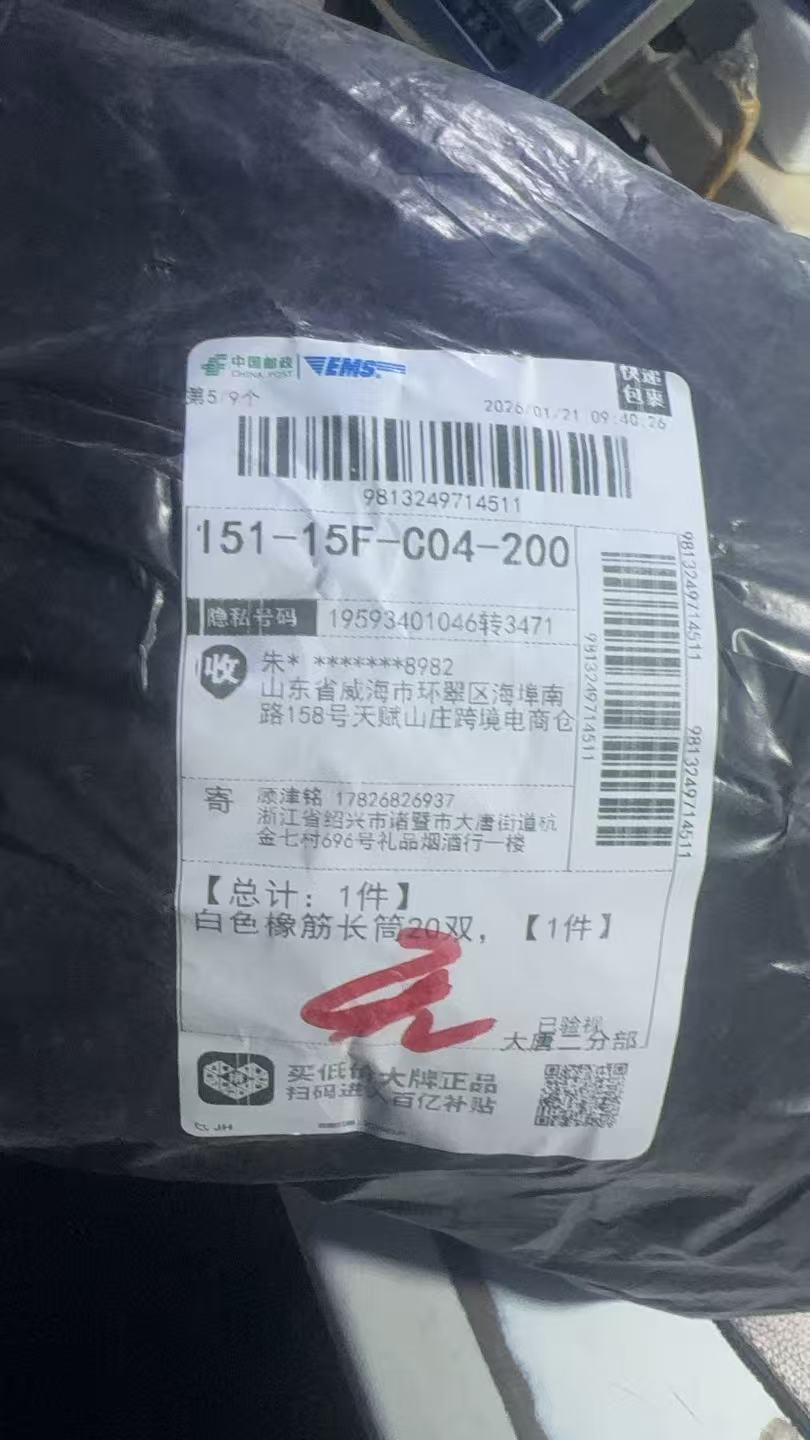 中国邮政
CHINA POST
EMS
快递
包裹
第5/9个
2026/01/21 09:40:26
9813249714511
151-15F-C04-200
隐私号码 19593401046转3471
收 朱* *******8982
山东省威海市环翠区海埠南
路158号天赋山庄跨境电商仓
9813249714511
9813249714511
9813249714511
寄 顾津铭 17826826937
浙江省绍兴市诸暨市大唐街道杭
金七村696号礼品烟酒行一楼
【总计：1件】
白色橡筋长筒20双，【1件】
已验视
大唐二分部
买低价大牌正品
扫码进入百亿补贴